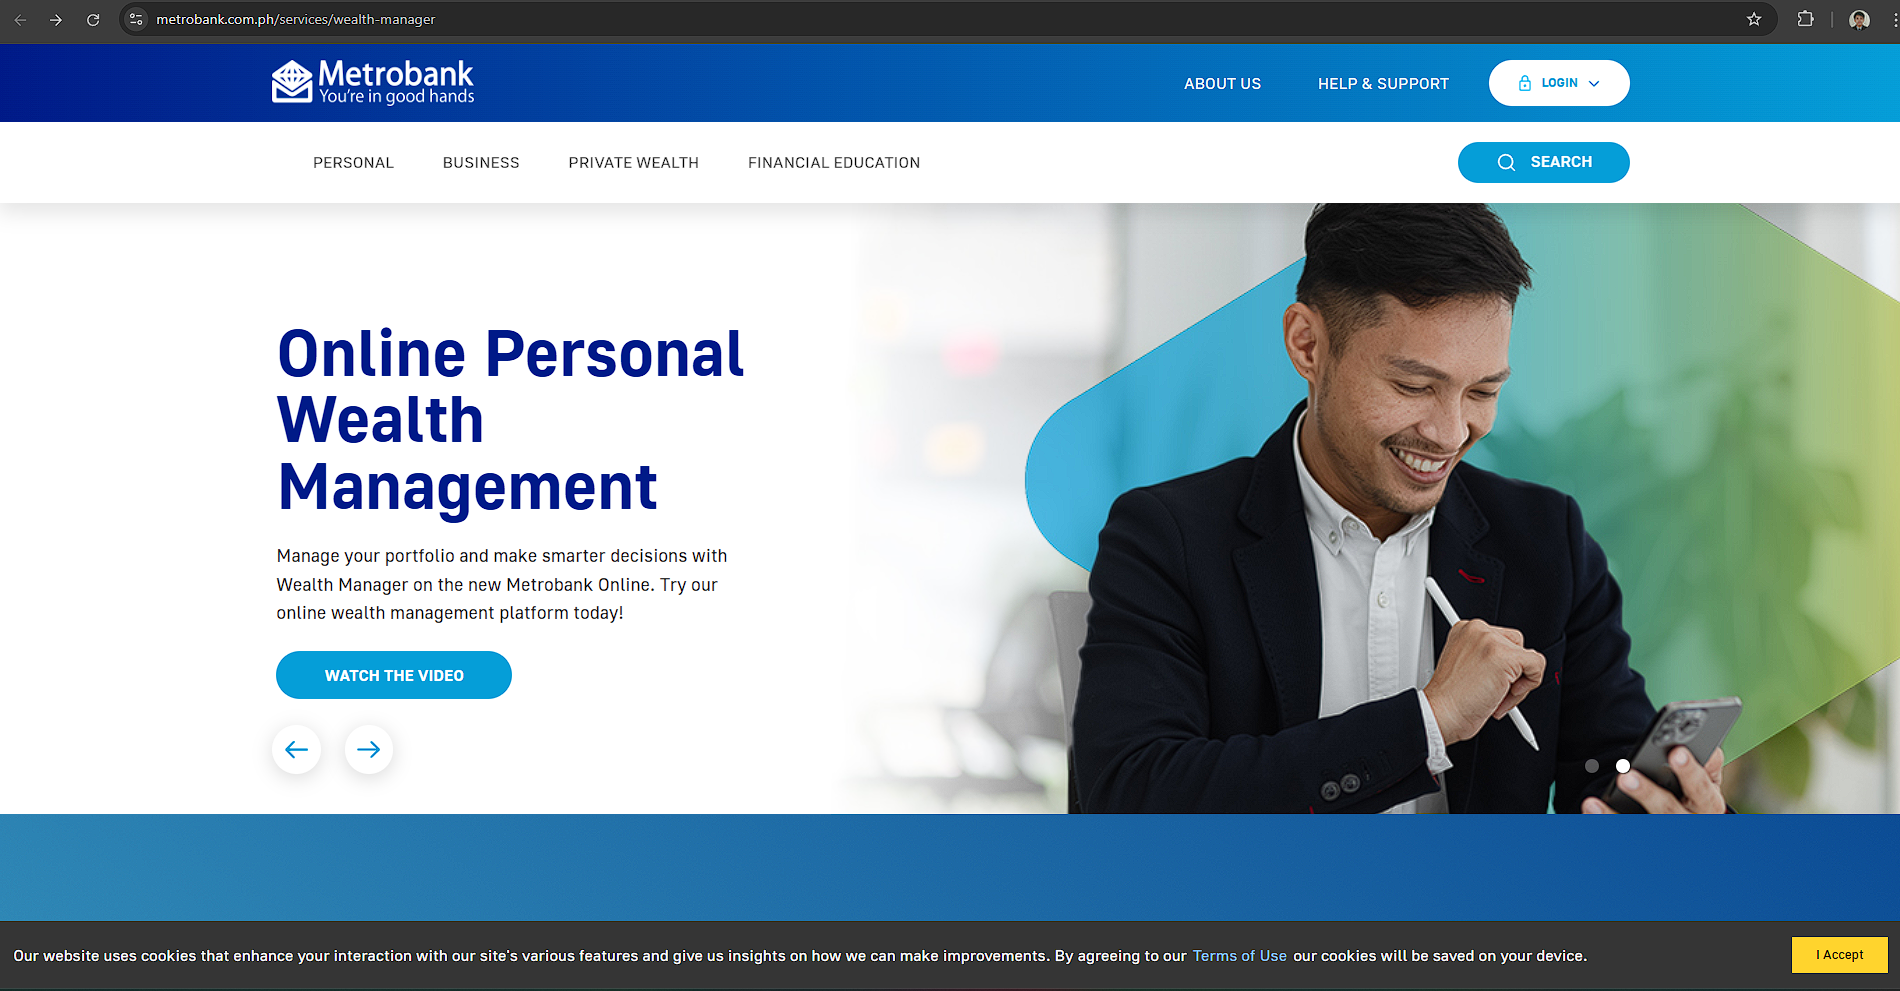 metrobank.com.ph/services/wealth-manager
Metrobank
You're in good hands
ABOUT US
HELP & SUPPORT
LOGIN
PERSONAL
BUSINESS
PRIVATE WEALTH
FINANCIAL EDUCATION
SEARCH
Online Personal
Wealth
Management
Manage your portfolio and make smarter decisions with
Wealth Manager on the new Metrobank Online. Try our
online wealth management platform today!
WATCH THE VIDEO
Our website uses cookies that enhance your interaction with our site's various features and give us insights on how we can make improvements. By agreeing to our Terms of Use our cookies will be saved on your device.
I Accept